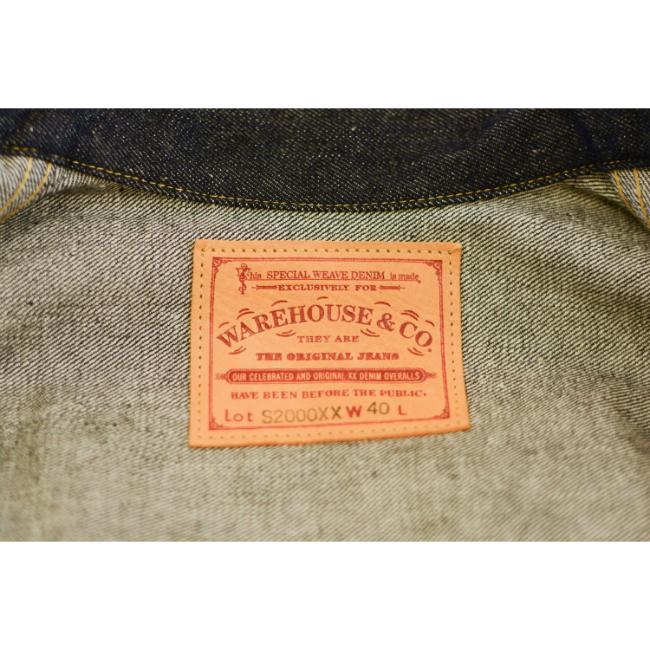 This SPECIAL WEAVE DENIM is made
EXCLUSIVELY FOR
WAREHOUSE & CO.
THEY ARE
THE ORIGINAL JEANS
OUR CELEBRATED AND ORIGINAL XX DENIM OVERALLS
HAVE BEEN BEFORE THE PUBLIC.
Lot S2000XX W 40 L